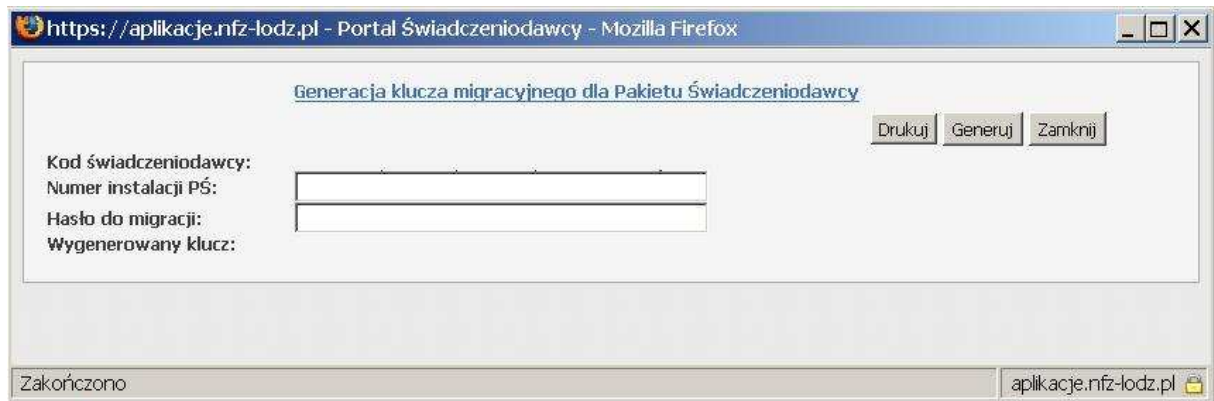 https://aplikacje.nfz-lodz.pl - Portal Świadczeniodawcy - Mozilla Firefox
Generacja klucza migracyjnego dla Pakietu Świadczeniodawcy
Drukuj Generuj Zamknij
Kod świadczeniodawcy:
Numer instalacji PŚ:
Hasło do migracji:
Wygenerowany klucz:
Zakończono aplikacje.nfz-lodz.pl